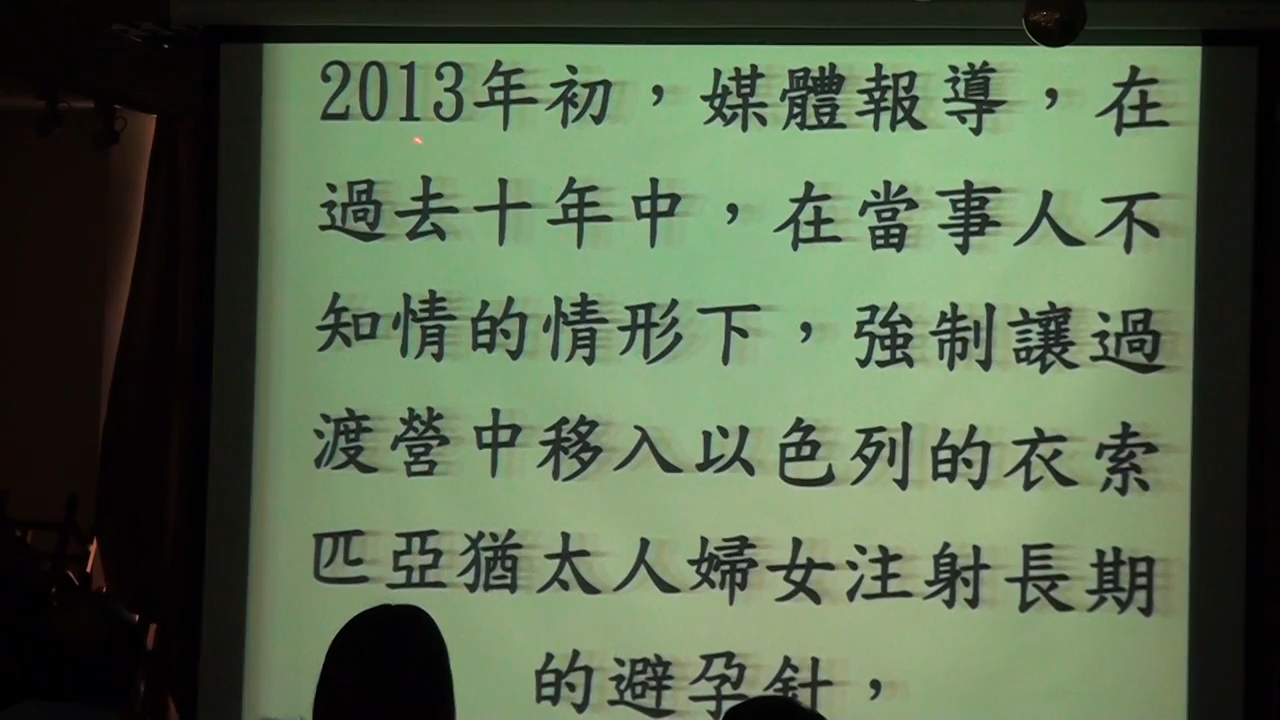 2013年初，媒體報導，在
過去十年中，在當事人不
知情的情形下，強制讓過
渡營中移入以色列的衣索
匹亞猶太人婦女注射長期
的避孕針，